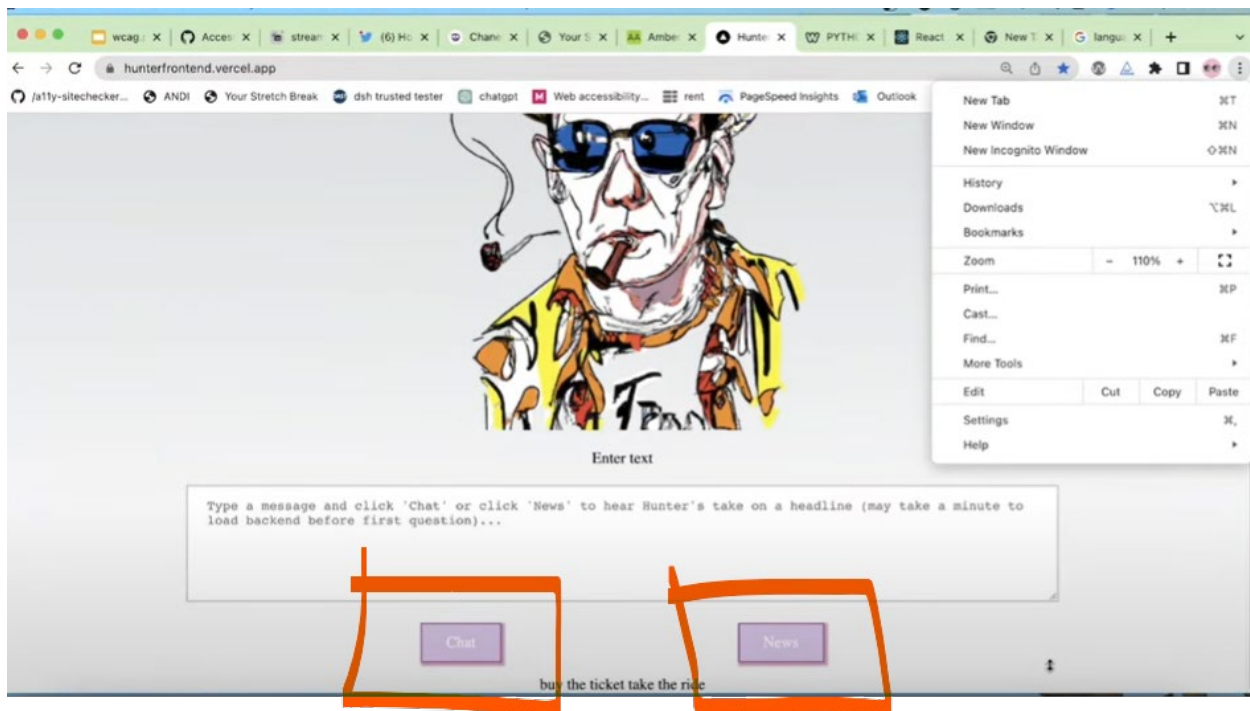 wcag.: Acces: stream (6) Ho Chane Your S AA Amber Hunte: PYTH( React New T langu:
hunterfrontend.vercel.app
/a11y-sitechecker... ANDI Your Stretch Break dsh trusted tester chatgpt Web accessibility... rent PageSpeed Insights Outlook
New Tab ⌘T
New Window ⌘N
New Incognito Window ⇧⌘N
History
Downloads ⌥⌘L
Bookmarks
Zoom - 110% +
Print... ⌘P
Cast...
Find... ⌘F
More Tools
Edit Cut Copy Paste
Settings ⌘,
Help
Enter text
Type a message and click 'Chat' or click 'News' to hear Hunter's take on a headline (may take a minute to
load backend before first question)...
Chat News
buy the ticket take the ride